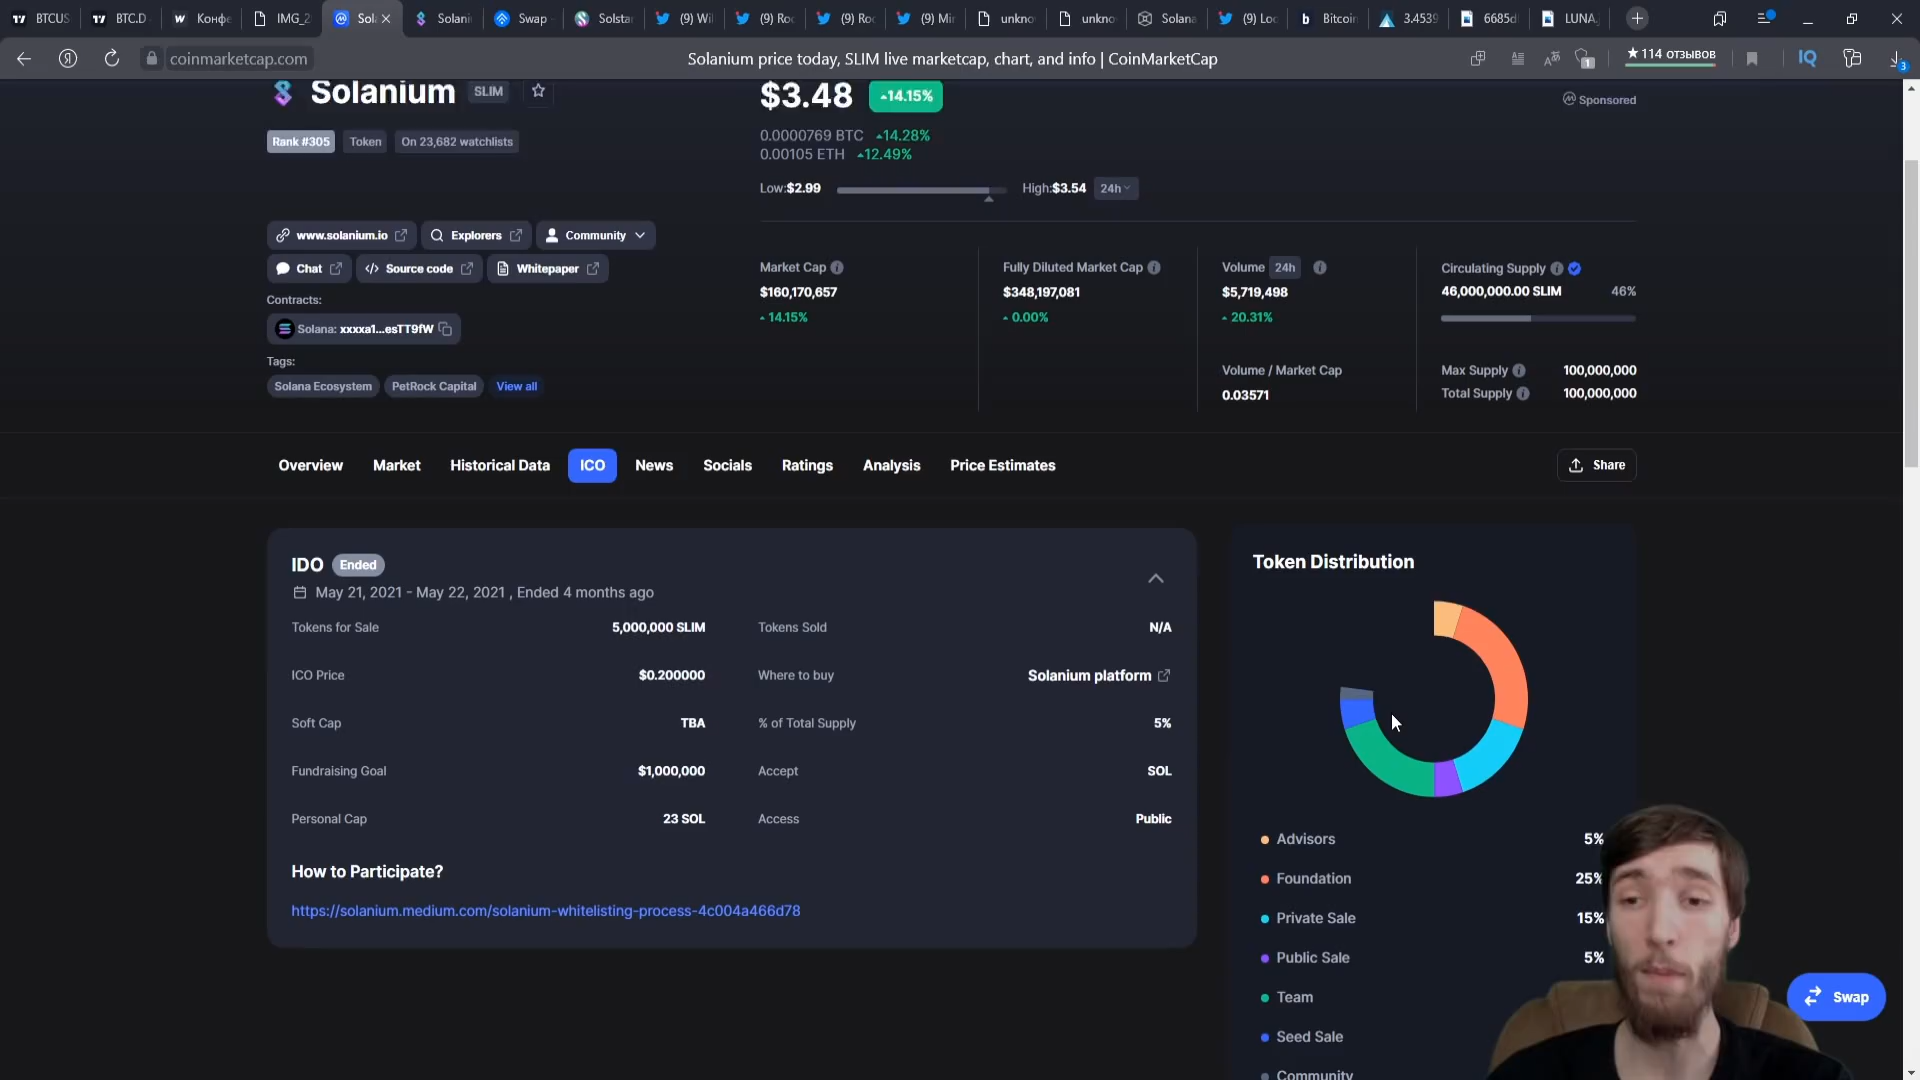 BTCUS
BTC.D
Конфе
IMG_2
Sol
Solani
Swap
Solstar
(9) Wil
(9) Ro
(9) Ro
(9) Mi
unkno
unkno
Solana
(9) Loo
Bitcoin
3.4539
6685d
LUNA
coinmarketcap.com
Solanium price today, SLIM live marketcap, chart, and info | CoinMarketCap
1
★114 отзывов
IQ
3
Solanium SLIM
$3.48 14.15%
Sponsored
Rank #305 Token On 23,682 watchlists
0.0000769 BTC 14.28%
0.00105 ETH 12.49%
Low:$2.99 High:$3.54 24h
www.solanium.io Explorers Community
Chat Source code Whitepaper
Contracts:
Solana: xxxxa1...esTT9fW
Tags:
Solana Ecosystem PetRock Capital View all
Market Cap
$160,170,657
14.15%
Fully Diluted Market Cap
$348,197,081
0.00%
Volume 24h
$5,719,498
20.31%
Volume / Market Cap
0.03571
Circulating Supply
46,000,000.00 SLIM 46%
Max Supply 100,000,000
Total Supply 100,000,000
Overview Market Historical Data ICO News Socials Ratings Analysis Price Estimates
Share
IDO Ended
May 21, 2021 - May 22, 2021 , Ended 4 months ago
Tokens for Sale 5,000,000 SLIM Tokens Sold N/A
ICO Price $0.200000 Where to buy Solanium platform
Soft Cap TBA % of Total Supply 5%
Fundraising Goal $1,000,000 Accept SOL
Personal Cap 23 SOL Access Public
How to Participate?
https://solanium.medium.com/solanium-whitelisting-process-4c004a466d78
Token Distribution
Advisors 5%
Foundation 25%
Private Sale 15%
Public Sale 5%
Team
Seed Sale
Community
Swap